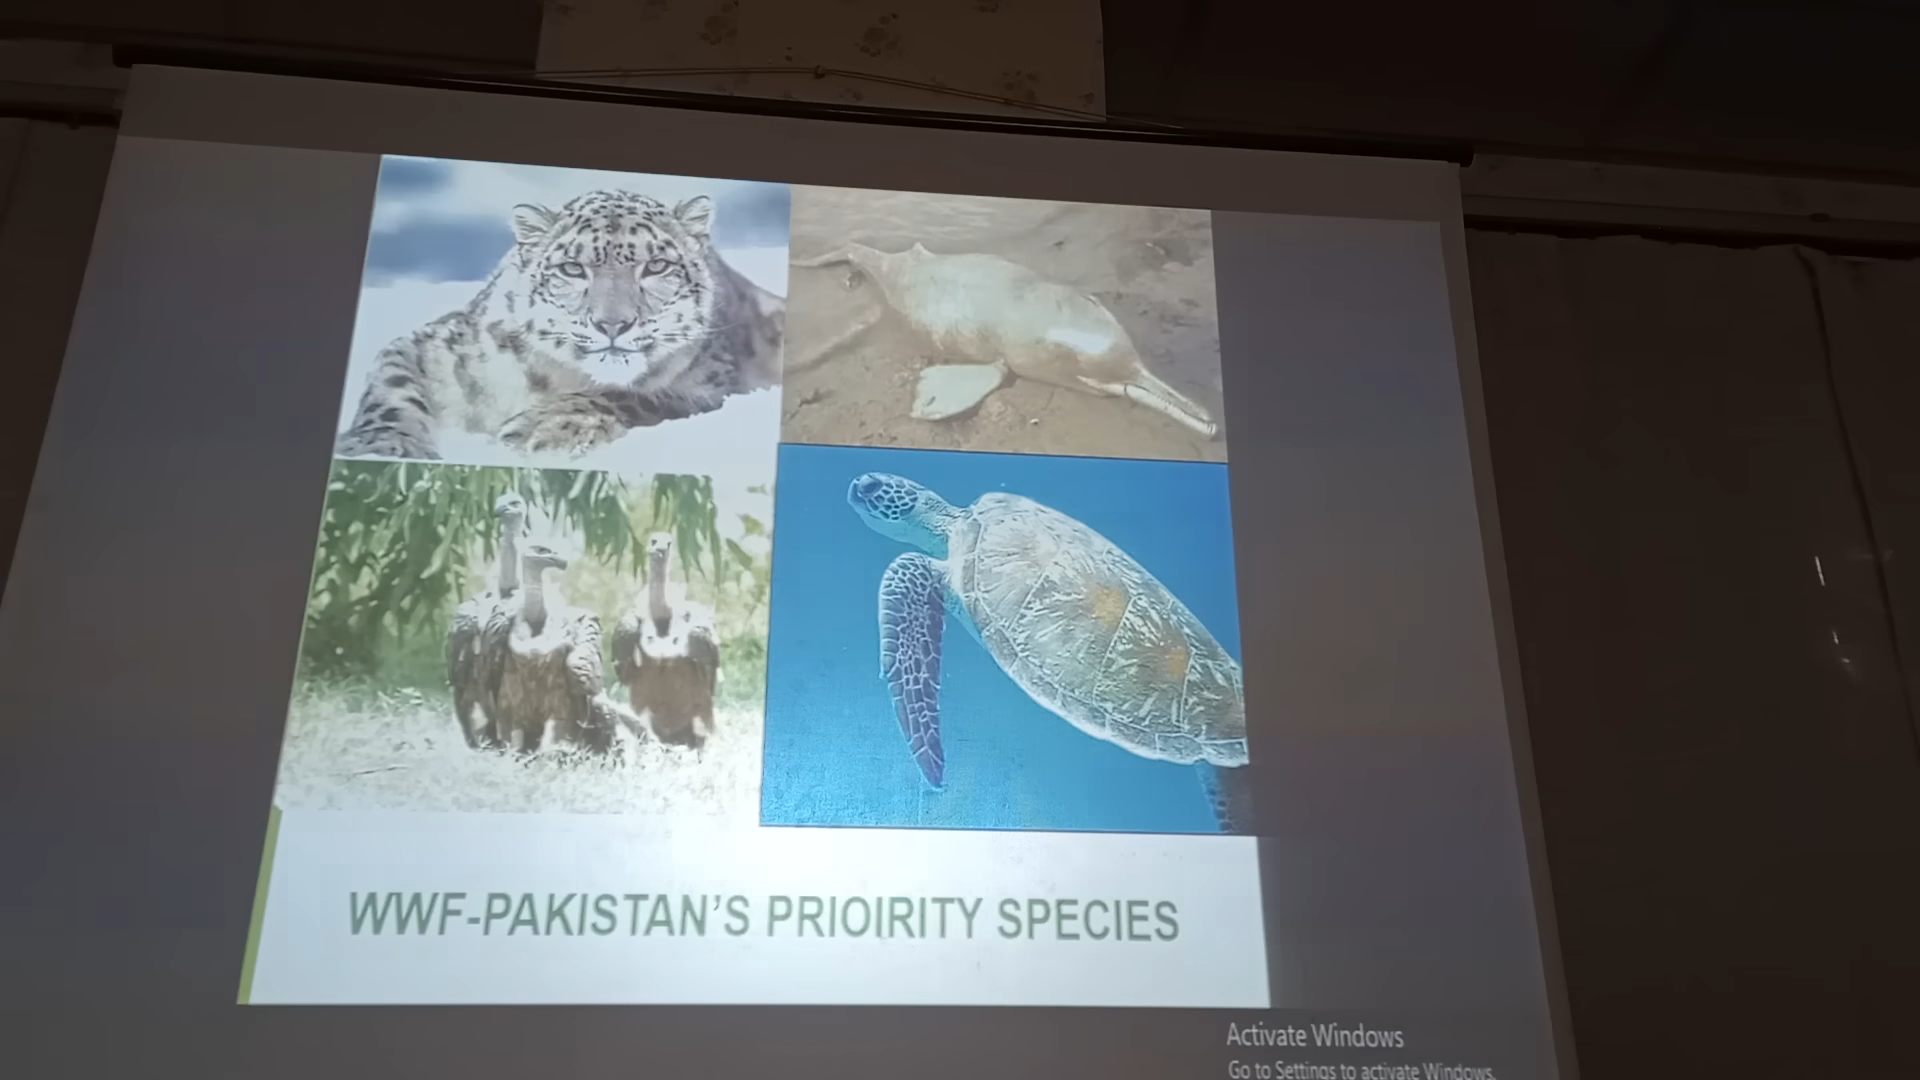 WWF-PAKISTAN'S PRIOIRITY SPECIES
Activate Windows
Go to Settings to activate Windows.